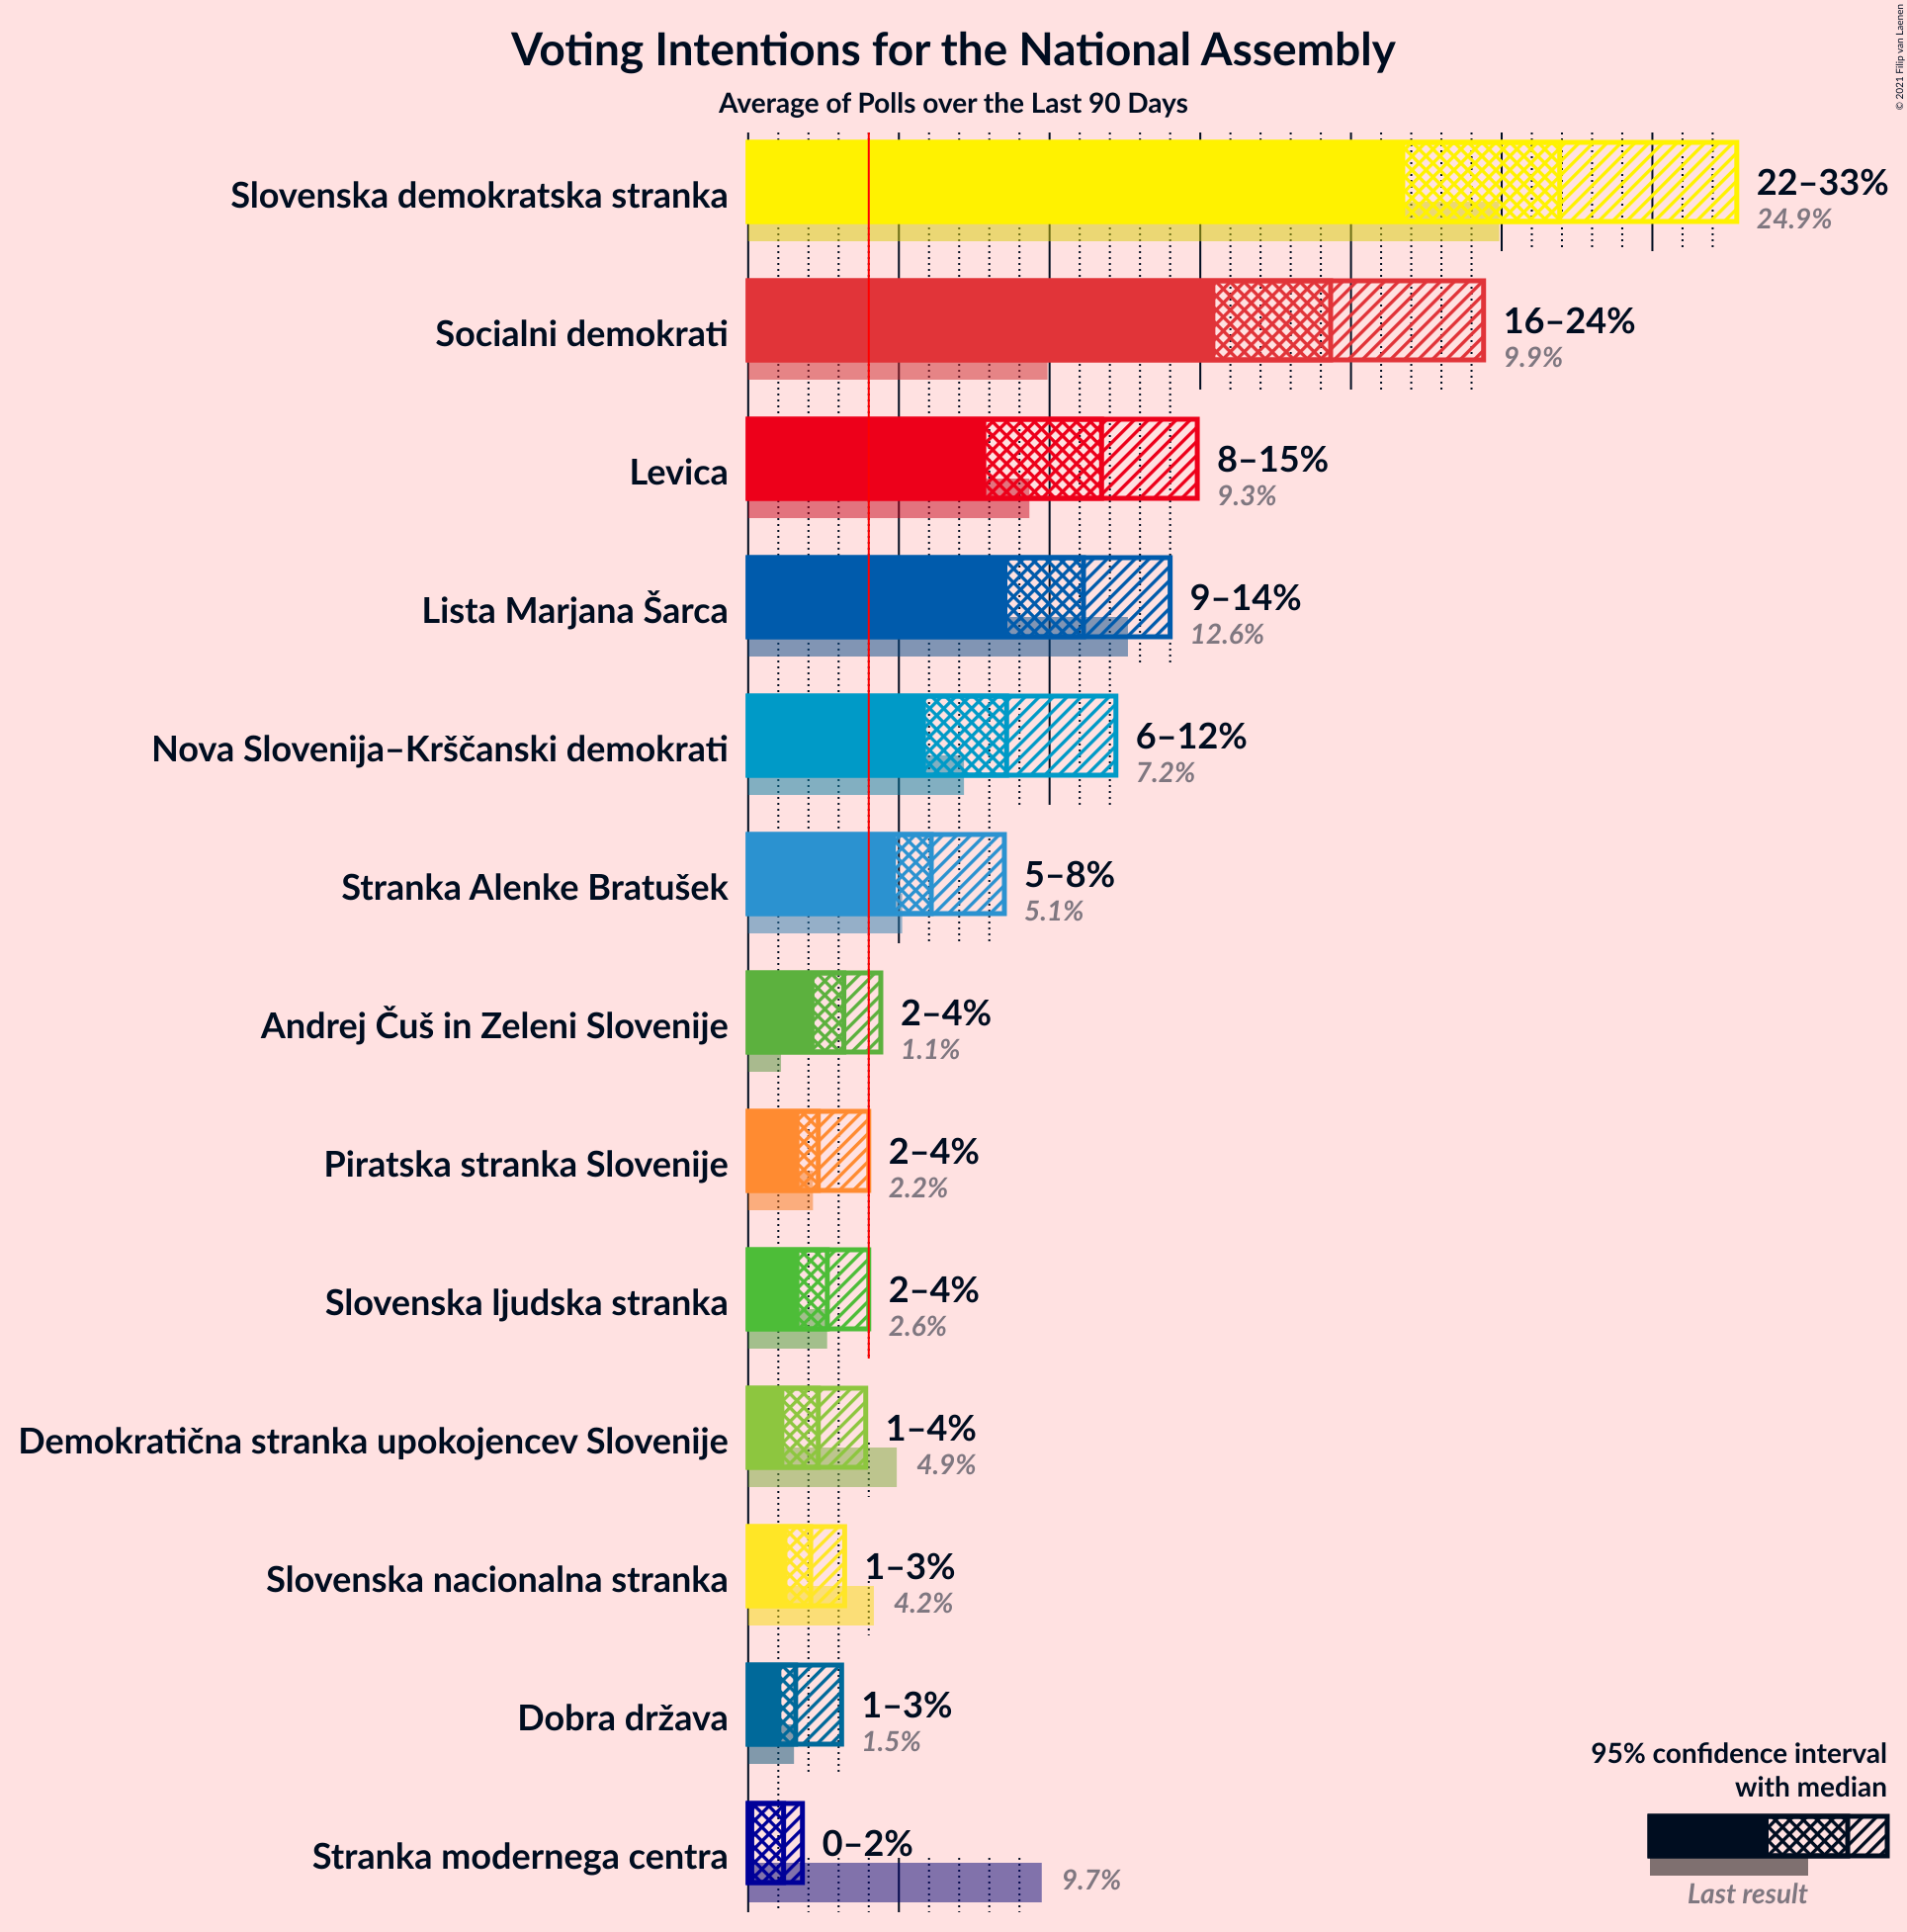 © 2021 Filip van Laenen
Voting Intentions for the National Assembly
Average of Polls over the Last 90 Days
Slovenska demokratska stranka
22–33%
24.9%
Socialni demokrati
16–24%
9.9%
Levica
8–15%
9.3%
Lista Marjana Šarca
9–14%
12.6%
Nova Slovenija–Krščanski demokrati
6–12%
7.2%
Stranka Alenke Bratušek
5–8%
5.1%
Andrej Čuš in Zeleni Slovenije
2–4%
1.1%
Piratska stranka Slovenije
2–4%
2.2%
Slovenska ljudska stranka
2–4%
2.6%
Demokratična stranka upokojencev Slovenije
1–4%
4.9%
Slovenska nacionalna stranka
1–3%
4.2%
Dobra država
1–3%
1.5%
Stranka modernega centra
0–2%
9.7%
95% confidence interval
with median
Last result